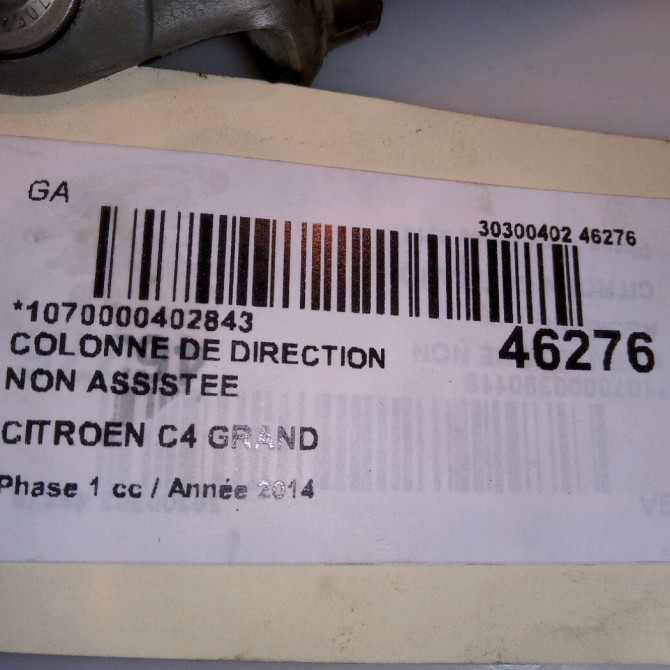 GA
30300402 46276
*1070000402843
46276
COLONNE DE DIRECTION
NON ASSISTEE
CITROEN C4 GRAND
Phase 1 cc / Année 2014